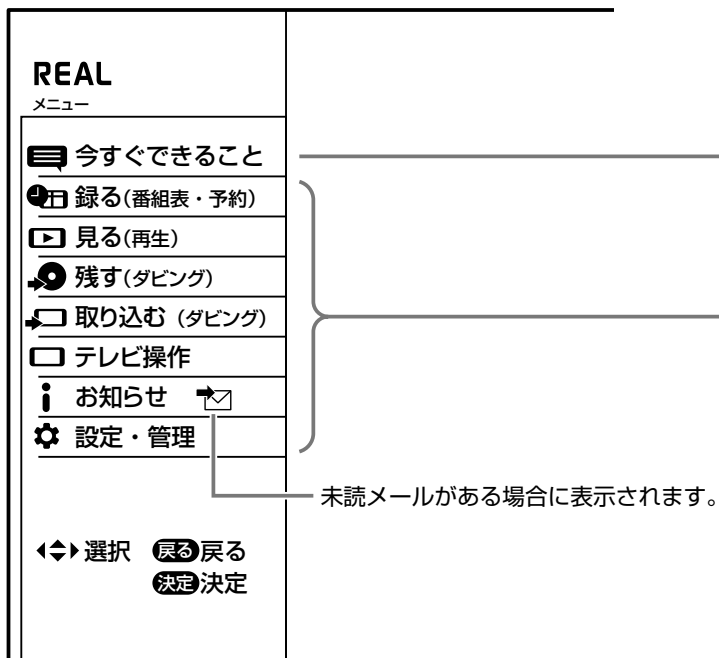 REAL
メニュー
今すぐできること
録る(番組表・予約)
見る(再生)
残す(ダビング)
取り込む(ダビング)
テレビ操作
お知らせ
設定・管理
未読メールがある場合に表示されます。
選択 戻る 戻る
決定 決定